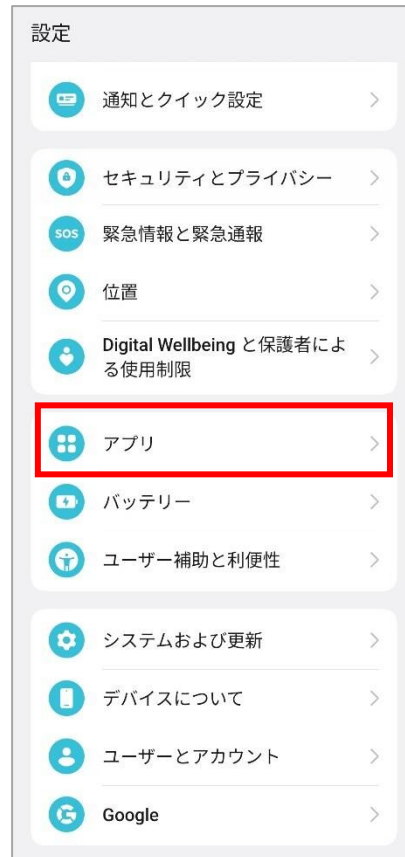 設定
通知とクイック設定
セキュリティとプライバシー
SOS
緊急情報と緊急通報
位置
Digital Wellbeing と保護者によ
る使用制限
アプリ
バッテリー
ユーザー補助と利便性
システムおよび更新
デバイスについて
ユーザーとアカウント
Google